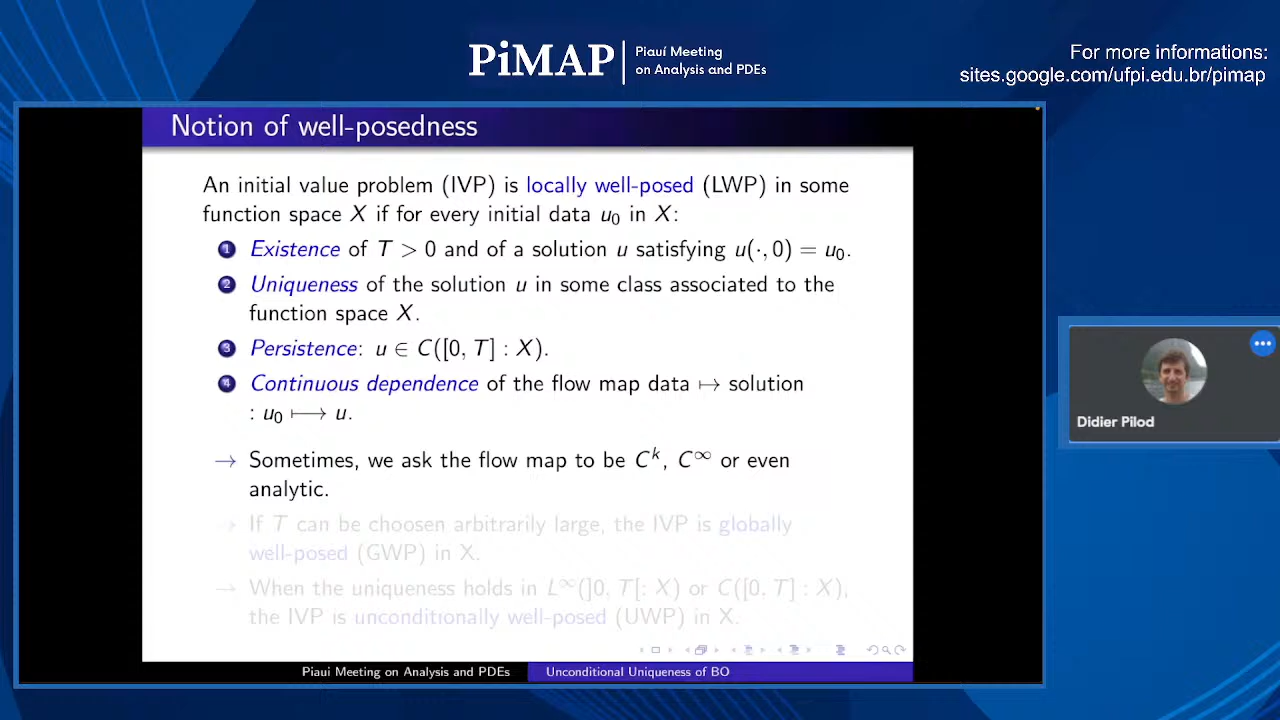 PiMAP
Piauí Meeting
on Analysis and PDEs
For more informations:
sites.google.com/ufpi.edu.br/pimap
Notion of well-posedness
An initial value problem (IVP) is locally well-posed (LWP) in some
function space X if for every initial data u₀ in X:
1 Existence of T > 0 and of a solution u satisfying u(·, 0) = u₀.
2 Uniqueness of the solution u in some class associated to the
function space X.
3 Persistence: u ∈ C([0, T] : X).
4 Continuous dependence of the flow map data ↦ solution
: u₀ ⟼ u.
→ Sometimes, we ask the flow map to be Cᵏ, C^∞ or even
analytic.
→ If T can be choosen arbitrarily large, the IVP is globally
well-posed (GWP) in X.
→ When the uniqueness holds in L^∞(]0, T[: X) or C([0, T] : X),
the IVP is unconditionally well-posed (UWP) in X.
Piaui Meeting on Analysis and PDEs
Unconditional Uniqueness of BO
Didier Pilod